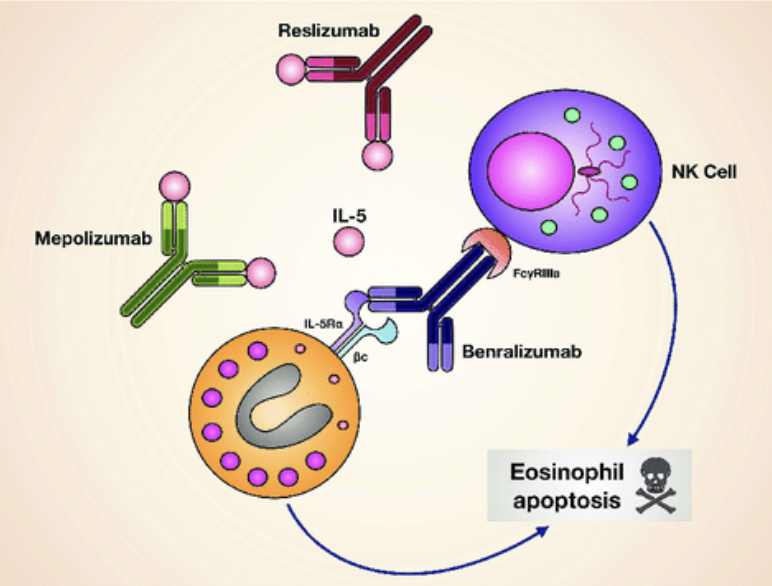 Reslizumab
NK Cell
IL-5
Mepolizumab
FcγRIIIa
IL-5Rα
βc
Benralizumab
Eosinophil
apoptosis